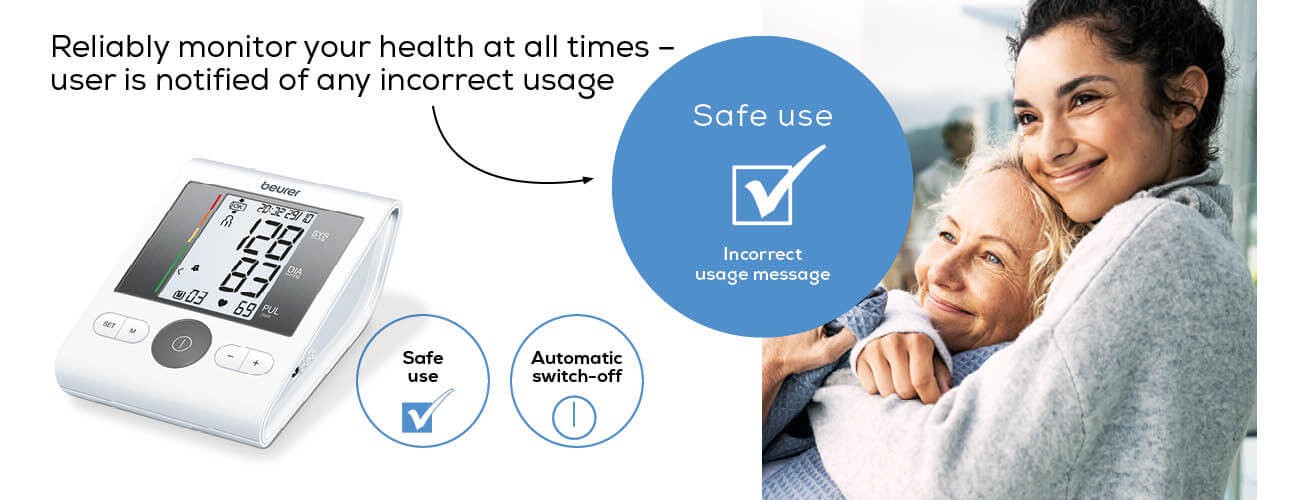 Reliably monitor your health at all times –
user is notified of any incorrect usage
Safe use
Incorrect
usage message
beurer
OK
20:32 29/10
128
SYS
83
DIA
03
69
PUL
SET
M
- +
Safe
use
Automatic
switch-off